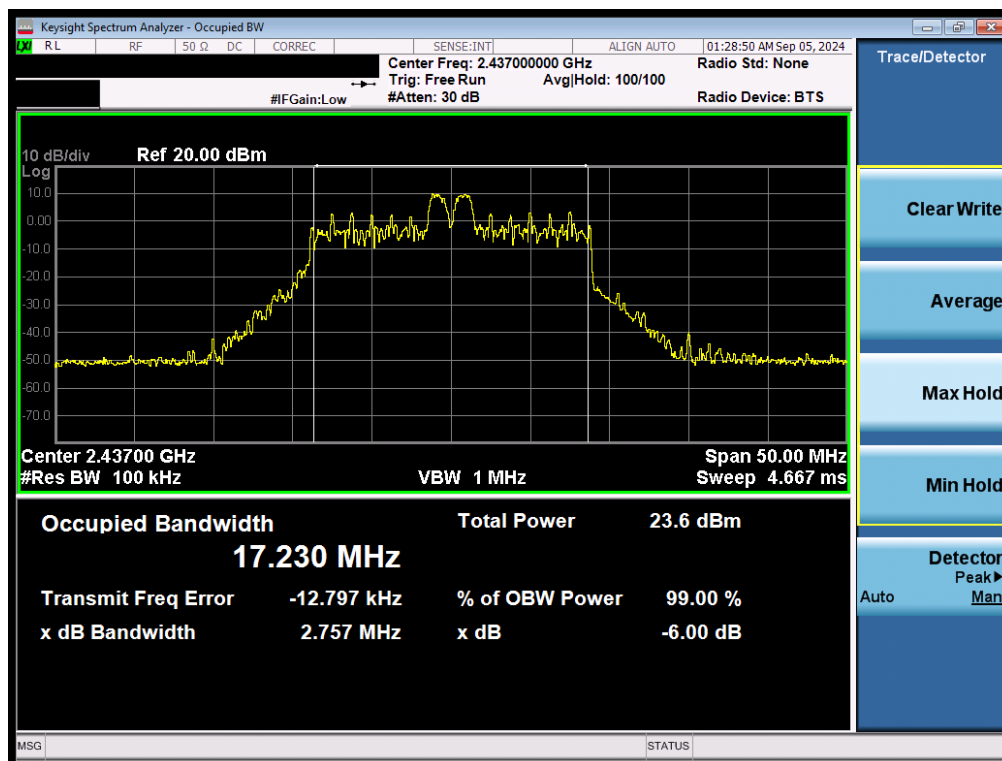 Keysight Spectrum Analyzer - Occupied BW
LXI RL RF 50 Ω DC CORREC SENSE:INT ALIGN AUTO 01:28:50 AM Sep 05, 2024
Center Freq: 2.437000000 GHz Radio Std: None
Trig: Free Run Avg|Hold: 100/100
#IFGain:Low #Atten: 30 dB Radio Device: BTS
10 dB/div Ref 20.00 dBm
Log
10.0
0.00
-10.0
-20.0
-30.0
-40.0
-50.0
-60.0
-70.0
Center 2.43700 GHz Span 50.00 MHz
#Res BW 100 kHz VBW 1 MHz Sweep 4.667 ms
Occupied Bandwidth Total Power 23.6 dBm
17.230 MHz
Transmit Freq Error -12.797 kHz % of OBW Power 99.00 %
x dB Bandwidth 2.757 MHz x dB -6.00 dB
MSG STATUS
Trace/Detector
Clear Write
Average
Max Hold
Min Hold
Detector
Peak▶
Auto Man